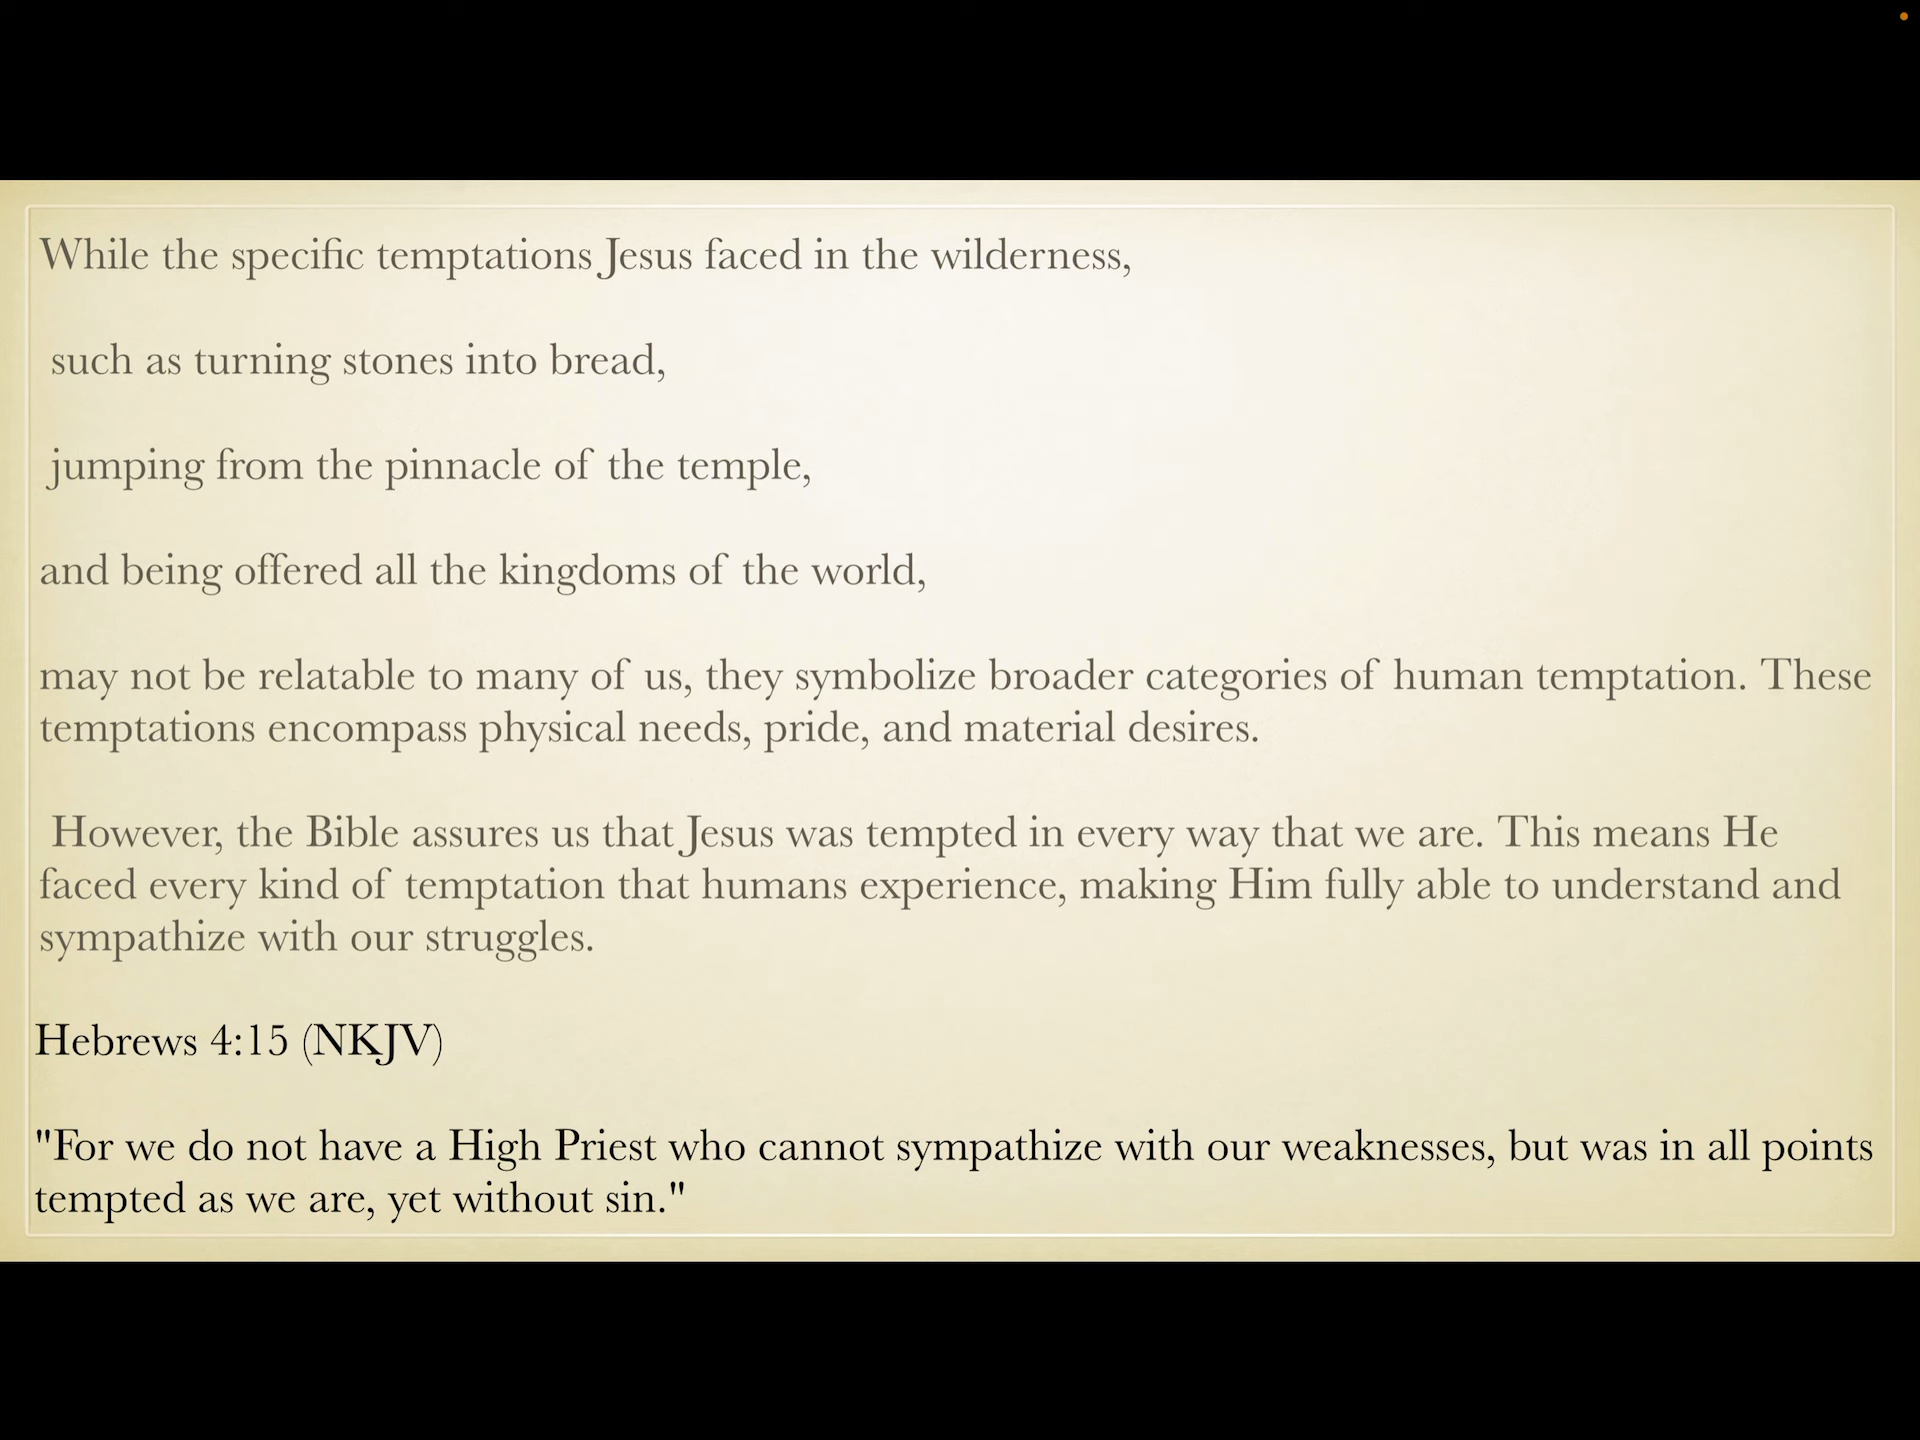 While the specific temptations Jesus faced in the wilderness,
such as turning stones into bread,
jumping from the pinnacle of the temple,
and being offered all the kingdoms of the world,
may not be relatable to many of us, they symbolize broader categories of human temptation. These
temptations encompass physical needs, pride, and material desires.
However, the Bible assures us that Jesus was tempted in every way that we are. This means He
faced every kind of temptation that humans experience, making Him fully able to understand and
sympathize with our struggles.
Hebrews 4:15 (NKJV)
"For we do not have a High Priest who cannot sympathize with our weaknesses, but was in all points
tempted as we are, yet without sin."